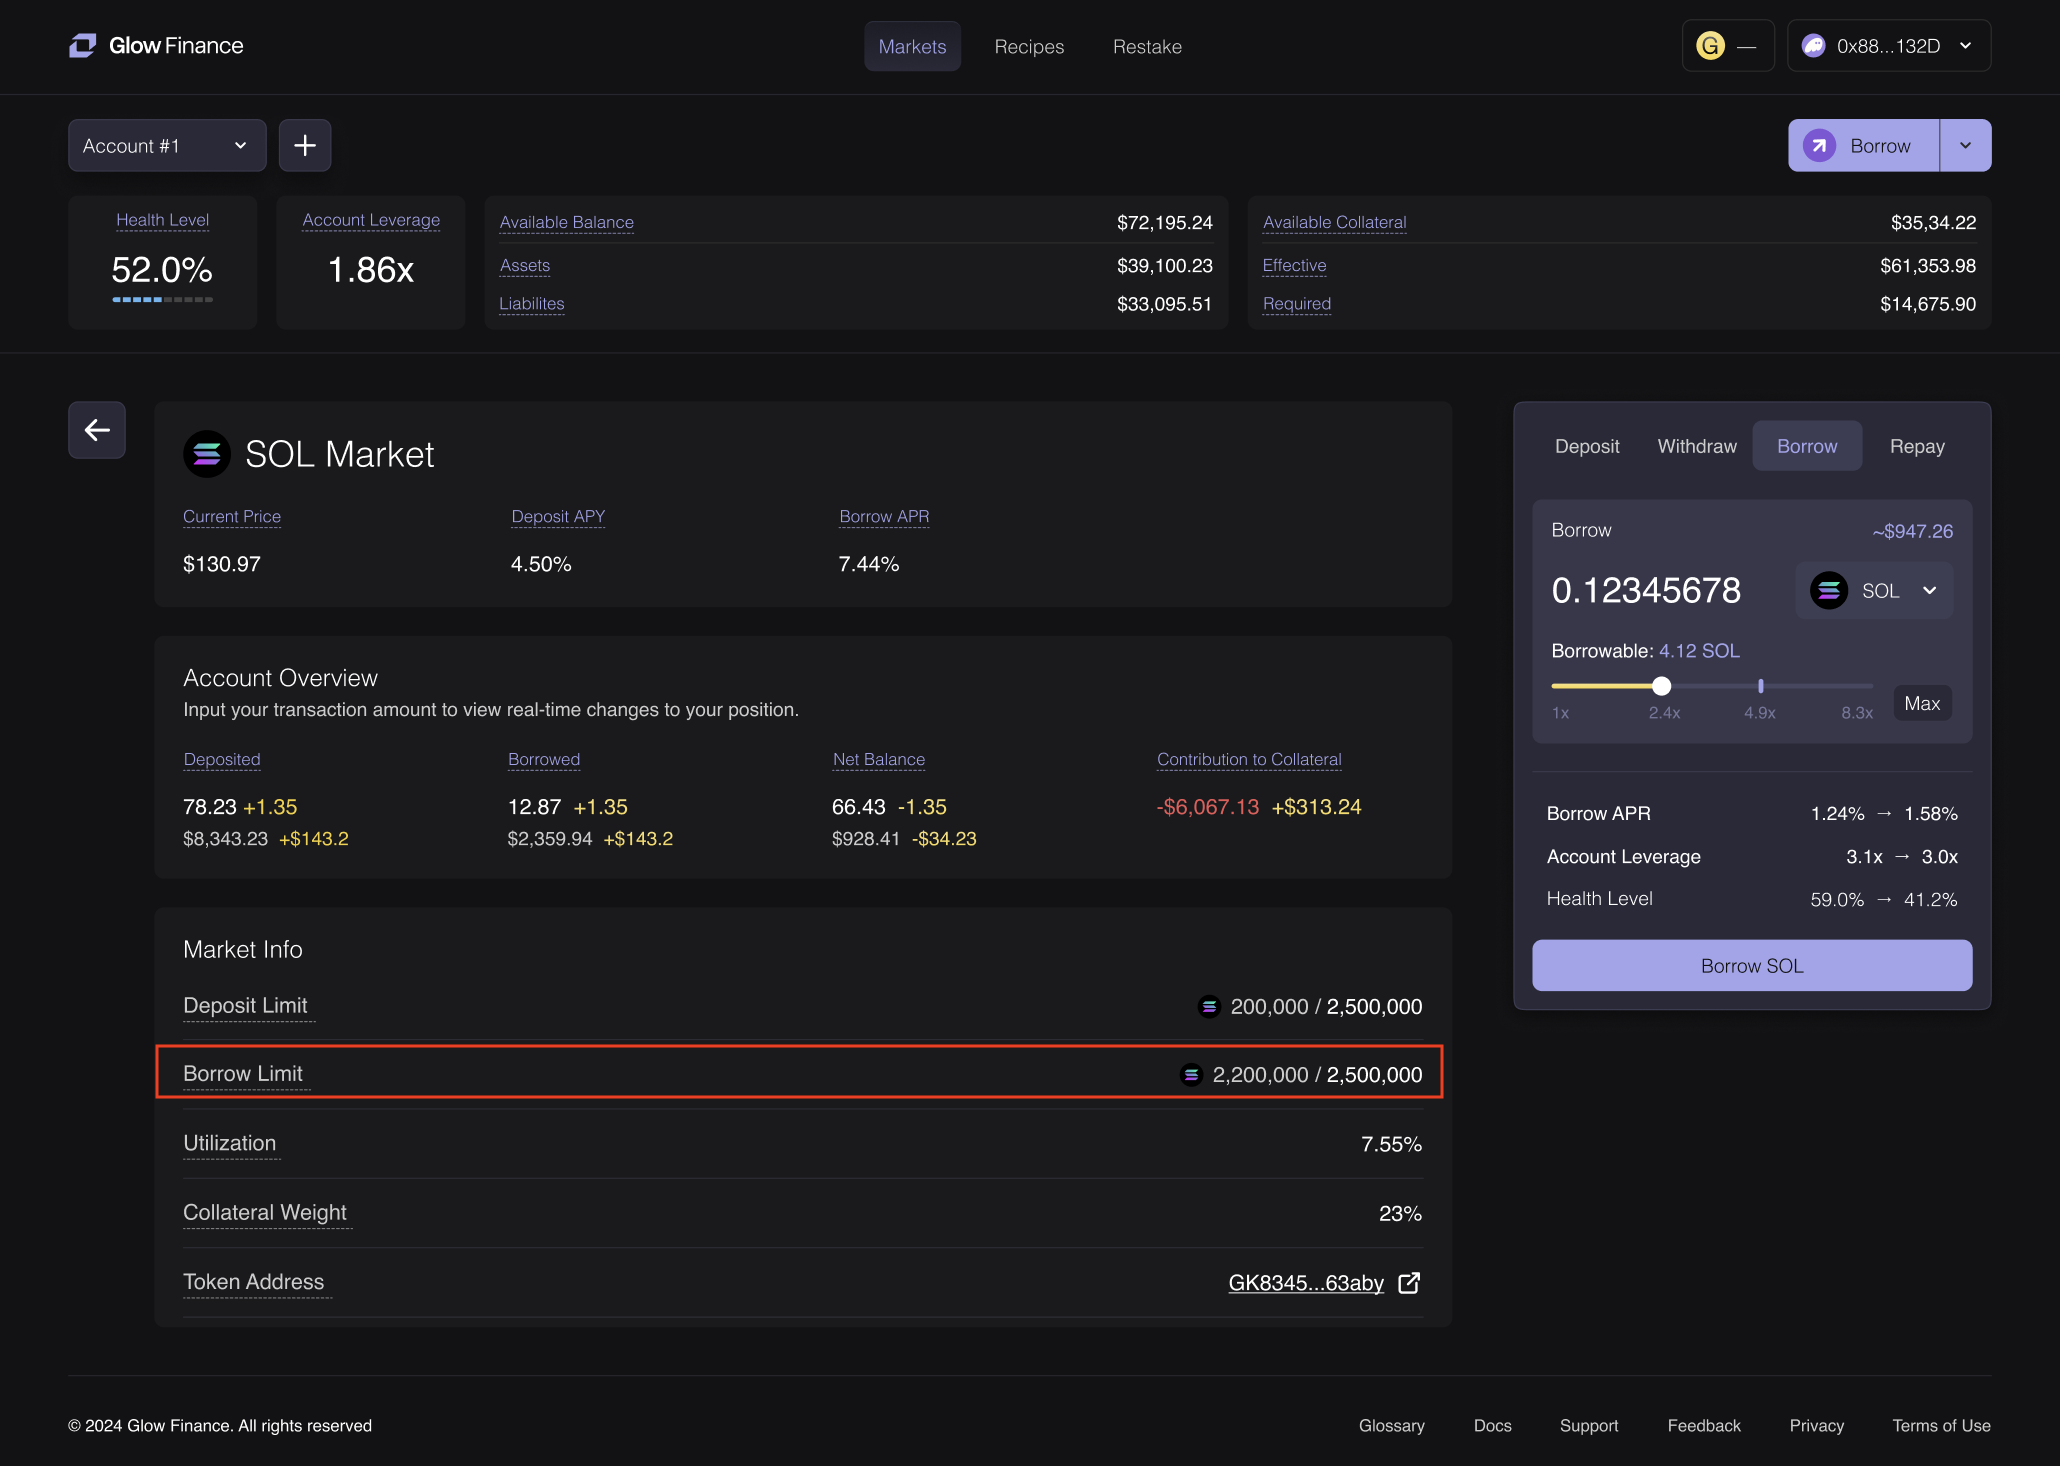 Glow Finance
Markets
Recipes
Restake
G —
0x88...132D
Account #1
Borrow
Health Level
52.0%
Account Leverage
1.86x
Available Balance $72,195.24
Assets $39,100.23
Liabilites $33,095.51
Available Collateral $35,34.22
Effective $61,353.98
Required $14,675.90
SOL Market
Current Price Deposit APY Borrow APR
$130.97 4.50% 7.44%
Account Overview
Input your transaction amount to view real-time changes to your position.
Deposited Borrowed Net Balance Contribution to Collateral
78.23 +1.35 12.87 +1.35 66.43 -1.35 -$6,067.13 +$313.24
$8,343.23 +$143.2 $2,359.94 +$143.2 $928.41 -$34.23
Market Info
Deposit Limit 200,000 / 2,500,000
Borrow Limit 2,200,000 / 2,500,000
Utilization 7.55%
Collateral Weight 23%
Token Address GK8345...63aby
Deposit Withdraw Borrow Repay
Borrow ~$947.26
0.12345678 SOL
Borrowable: 4.12 SOL
1x 2.4x 4.9x 8.3x Max
Borrow APR 1.24% → 1.58%
Account Leverage 3.1x → 3.0x
Health Level 59.0% → 41.2%
Borrow SOL
© 2024 Glow Finance. All rights reserved
Glossary Docs Support Feedback Privacy Terms of Use